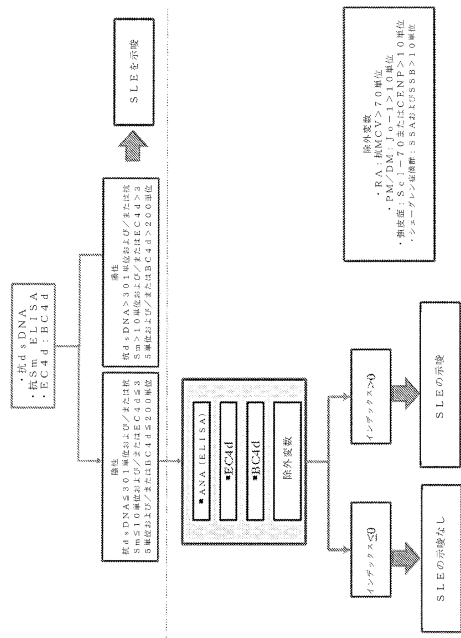 ・抗dsDNA
・抗Sm ELISA
・EC4d：BC4d
陰性
抗dsDNA≦301単位および／または抗
Sm≦10単位および／またはEC4d≦3
5単位および／またはBC4d≦200単位
陽性
抗dsDNA＞301単位および／または抗
Sm＞10単位および／またはEC4d＞3
5単位および／またはBC4d＞200単位
SLEを示唆
■ANA（ELISA）
■EC4d
■BC4d
除外変数
インデックス≦0
インデックス＞0
SLEの示唆なし
SLEの示唆
除外変数
・RA：抗MCV＞70単位
・PM／DM：Jo－1＞10単位
・強皮症：Scl－70またはCENP＞10単位
・シェーグレン症候群：SSAおよびSSB＞10単位